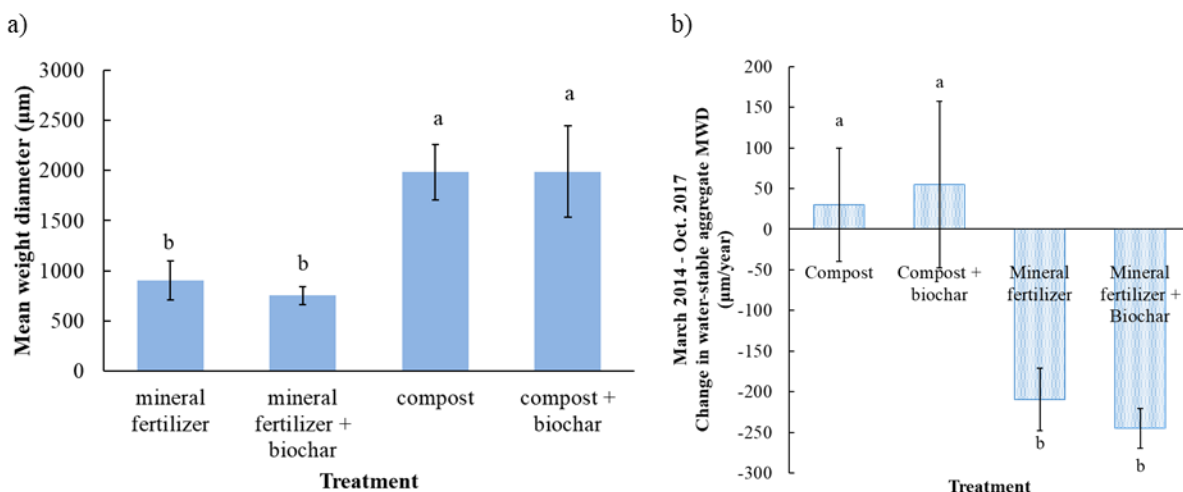 a)
Mean weight diameter (µm)
3000
2500
2000
1500
1000
500
0
b
b
a
a
mineral
fertilizer
mineral
fertilizer +
biochar
compost
compost +
biochar
Treatment
b)
March 2014 - Oct. 2017
Change in water-stable aggregate MWD
(µm/year)
200
150
100
50
0
-50
-100
-150
-200
-250
-300
a
a
Compost
Compost +
biochar
Mineral
fertilizer
Mineral
fertilizer +
Biochar
b
b
Treatment